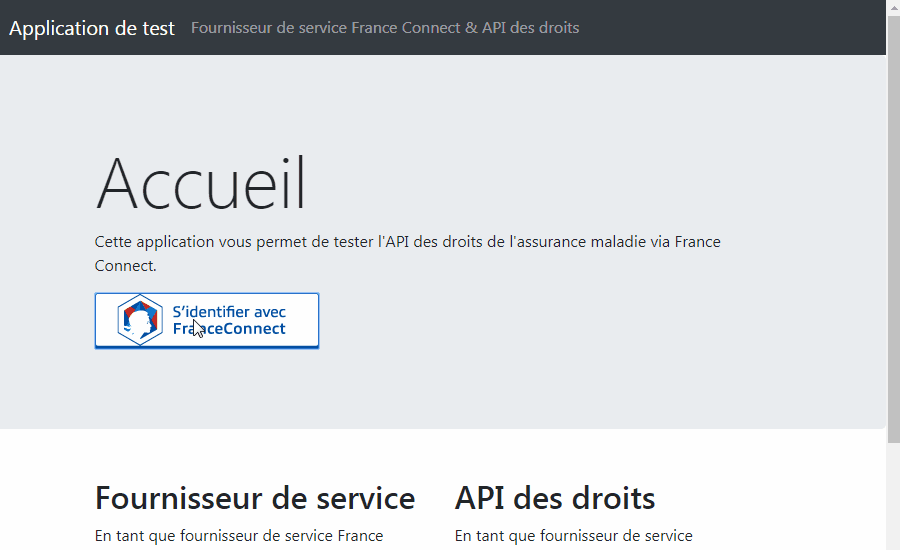 Application de test Fournisseur de service France Connect & API des droits
Accueil
Cette application vous permet de tester l'API des droits de l'assurance maladie via France
Connect.
S'identifier avec
FranceConnect
Fournisseur de service
En tant que fournisseur de service France
API des droits
En tant que fournisseur de service